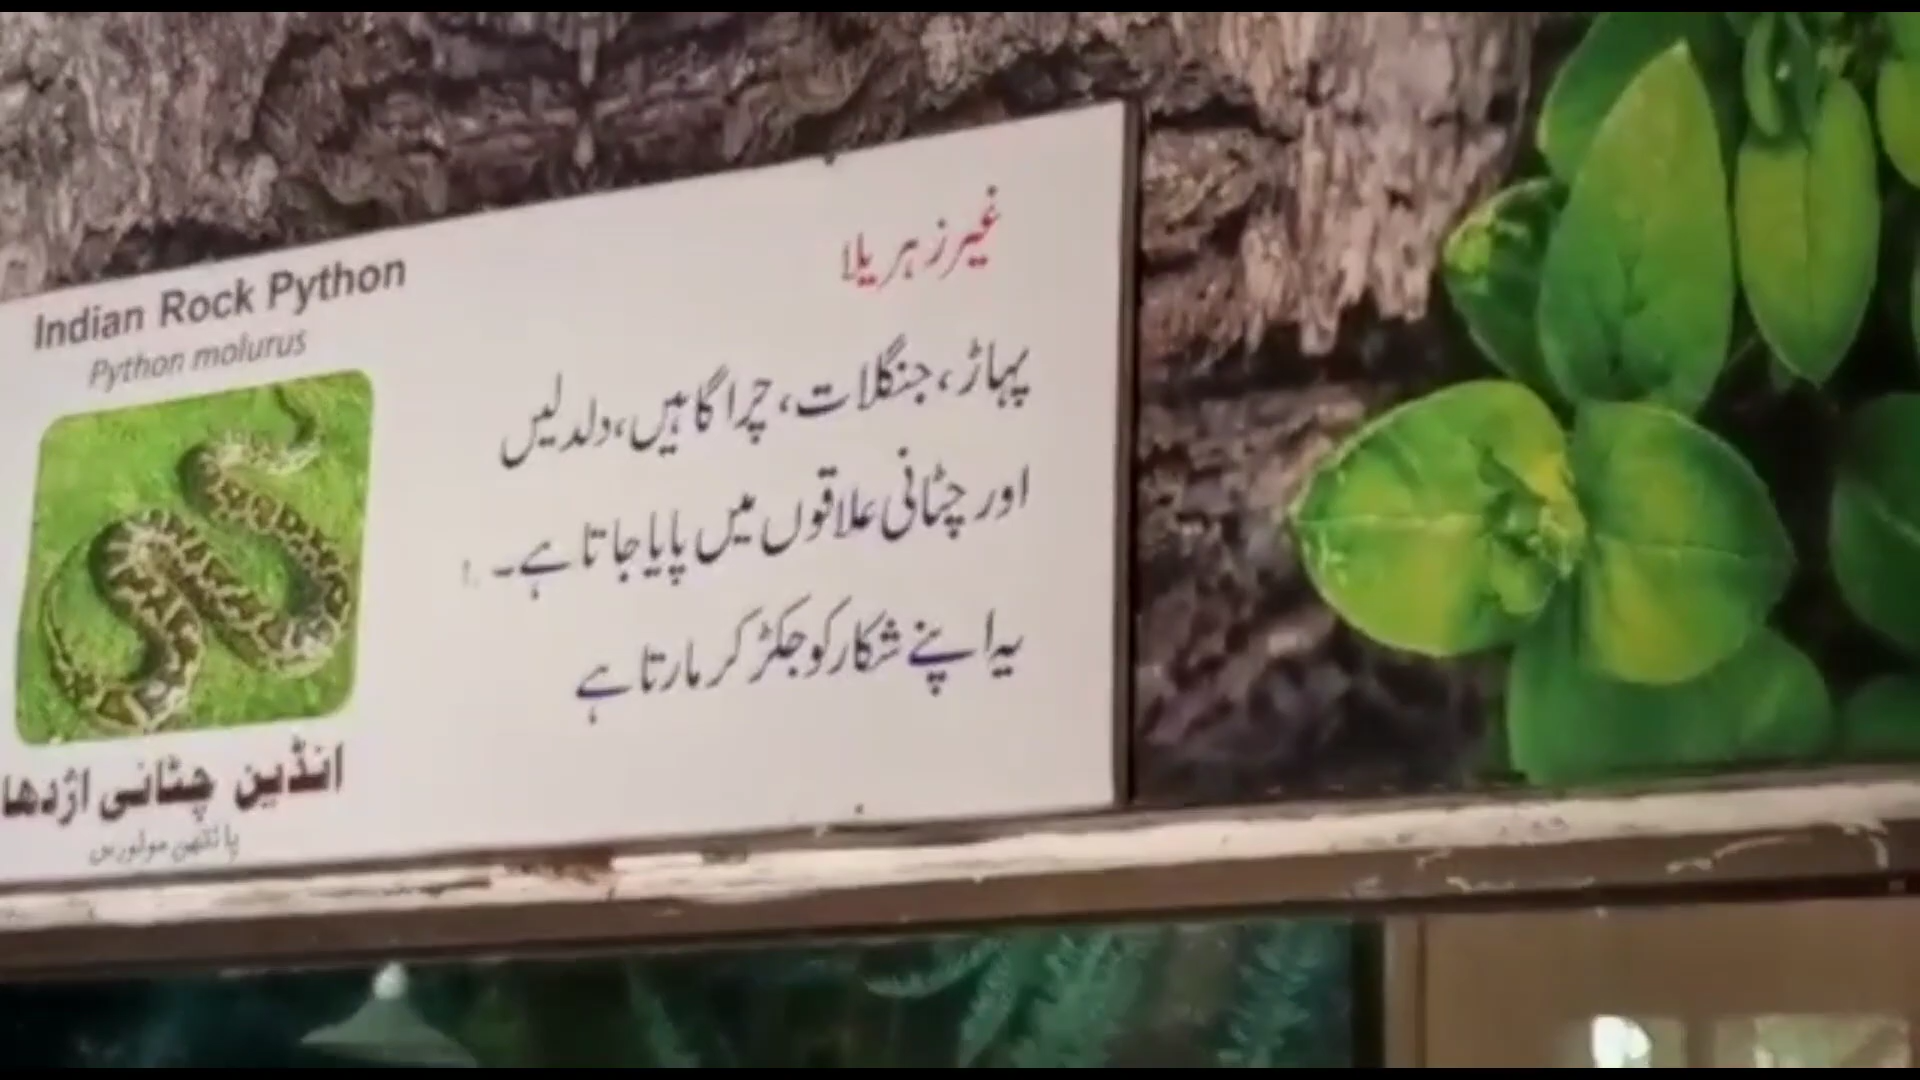 Indian Rock Python
Python molurus
انڈین چٹانی اژدھا
پائتھن مولورس
غیر زہریلا
پہاڑ، جنگلات، چراگاہیں، دلدلیں
اور چٹانی علاقوں میں پایا جاتا ہے۔
یہ اپنے شکار کو جکڑ کر مارتا ہے